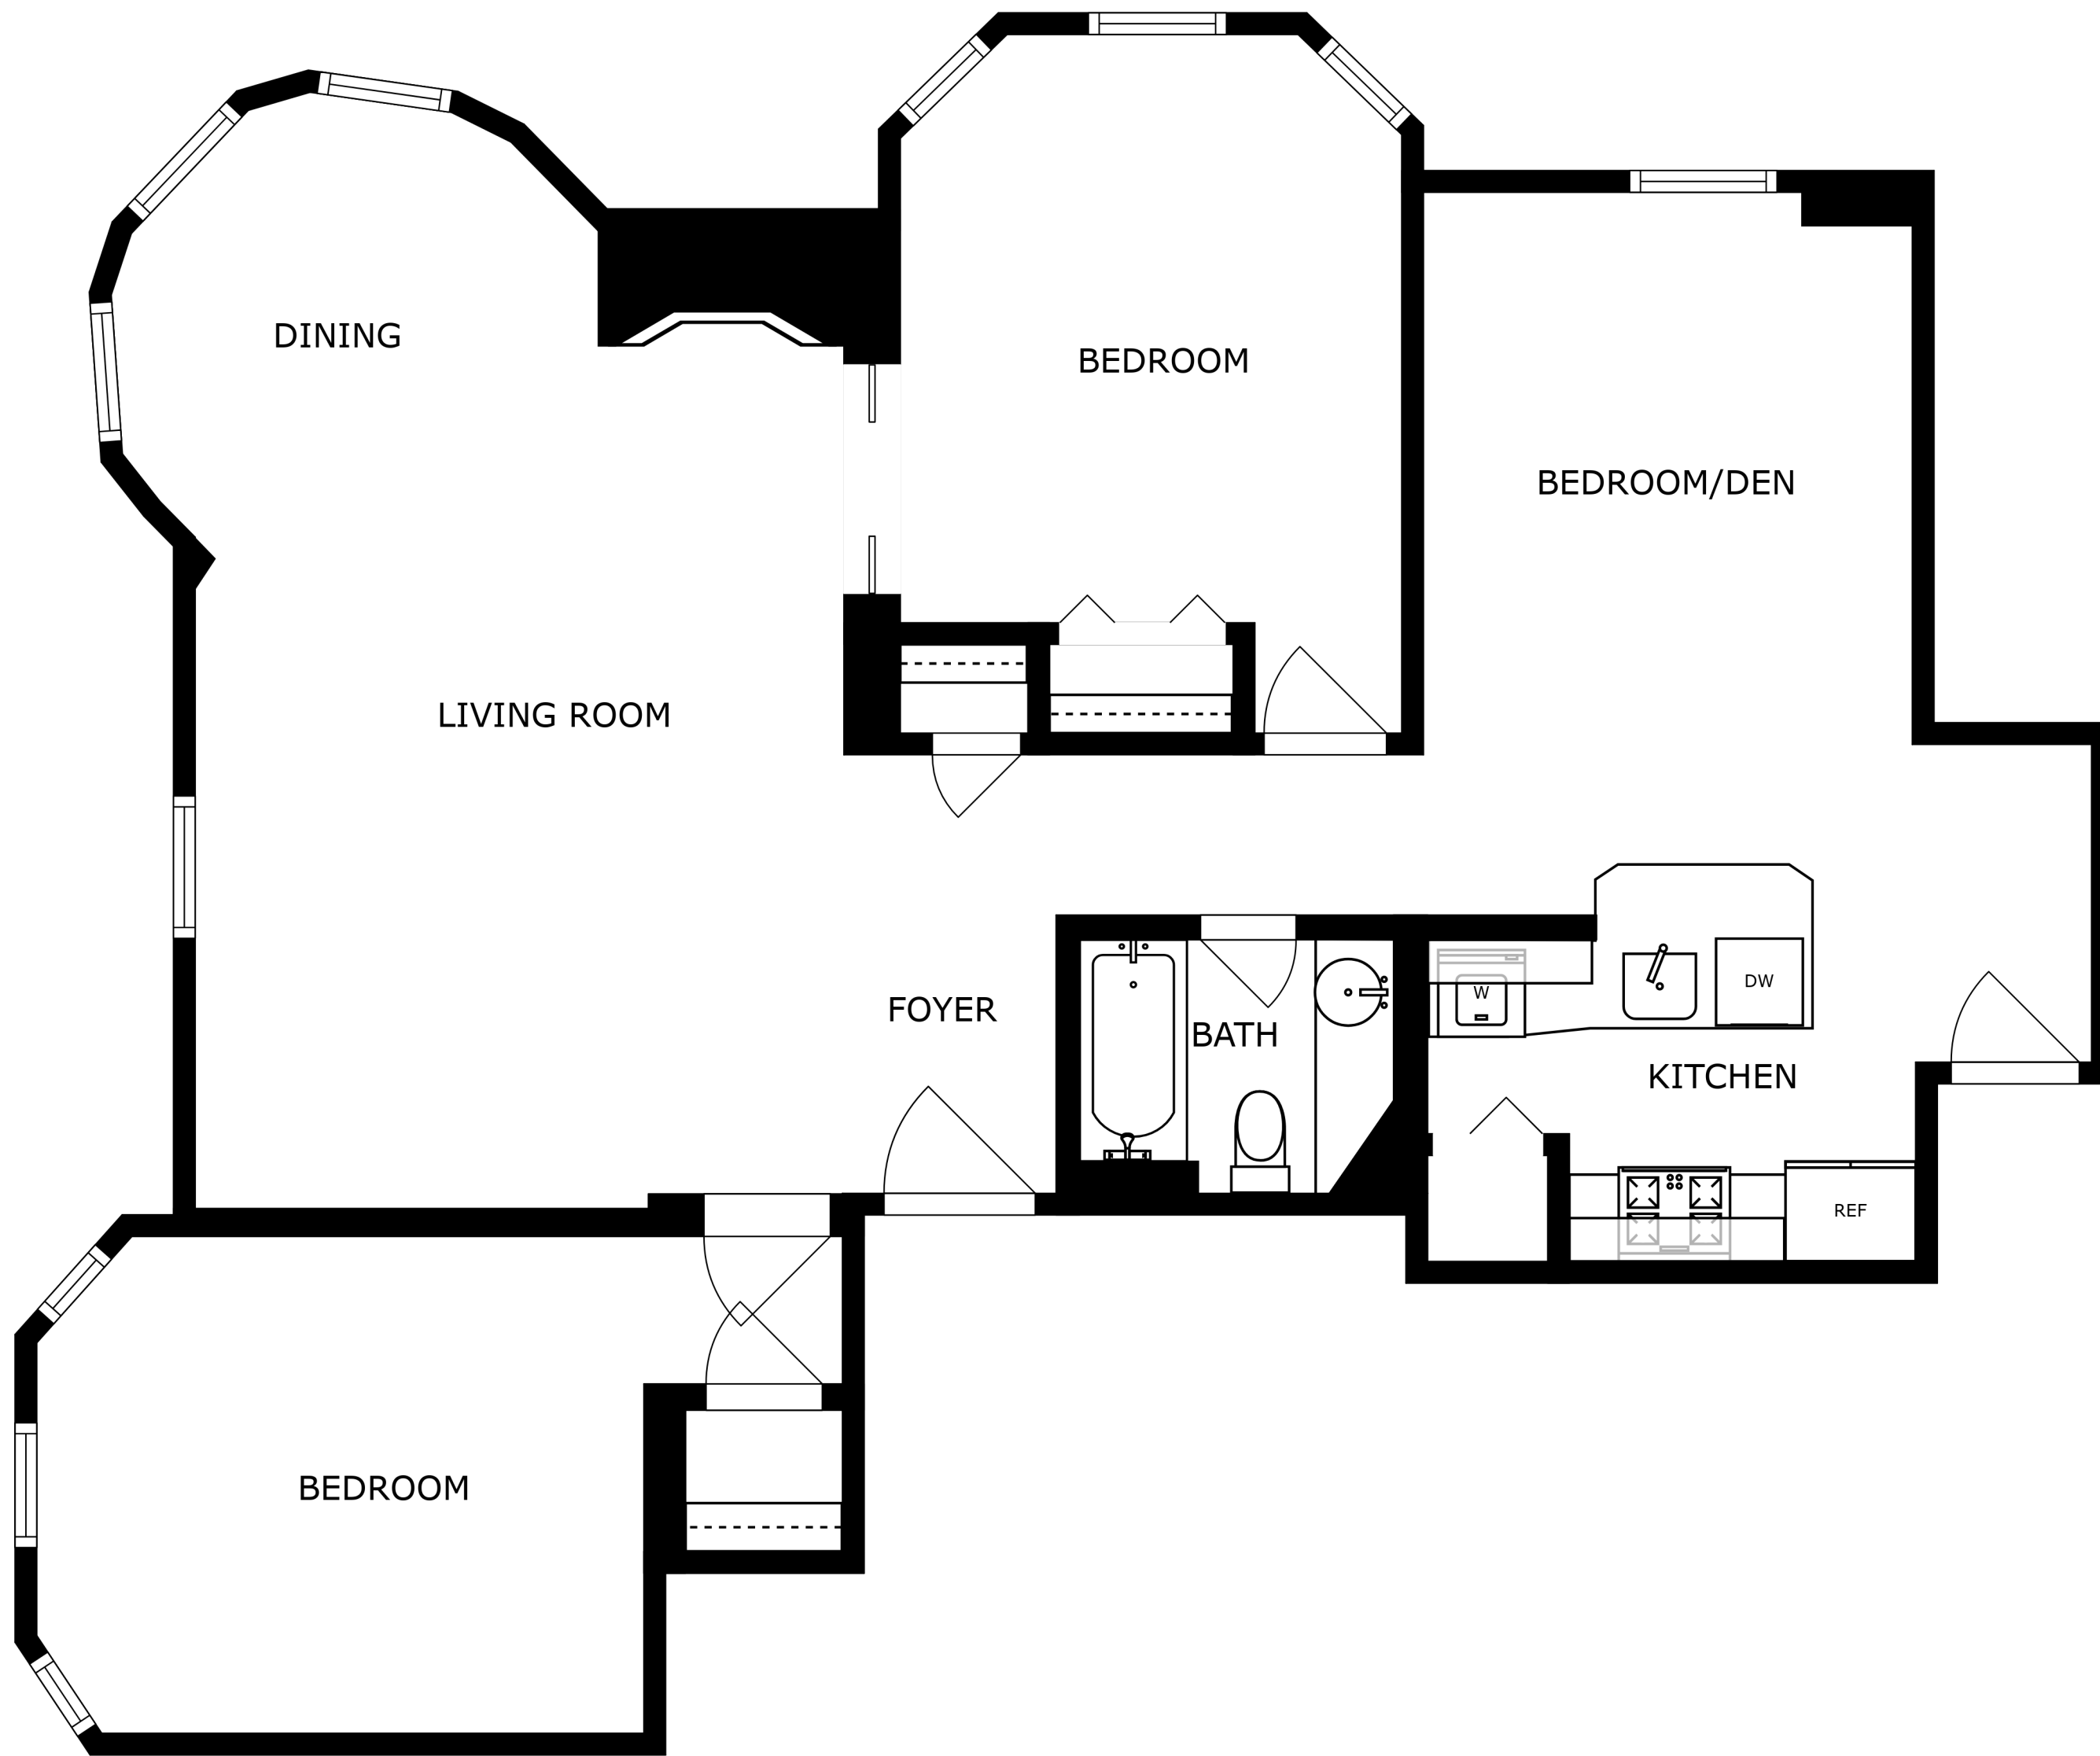 DINING
BEDROOM
BEDROOM/DEN
LIVING ROOM
FOYER
BATH
W
DW
KITCHEN
REF
BEDROOM